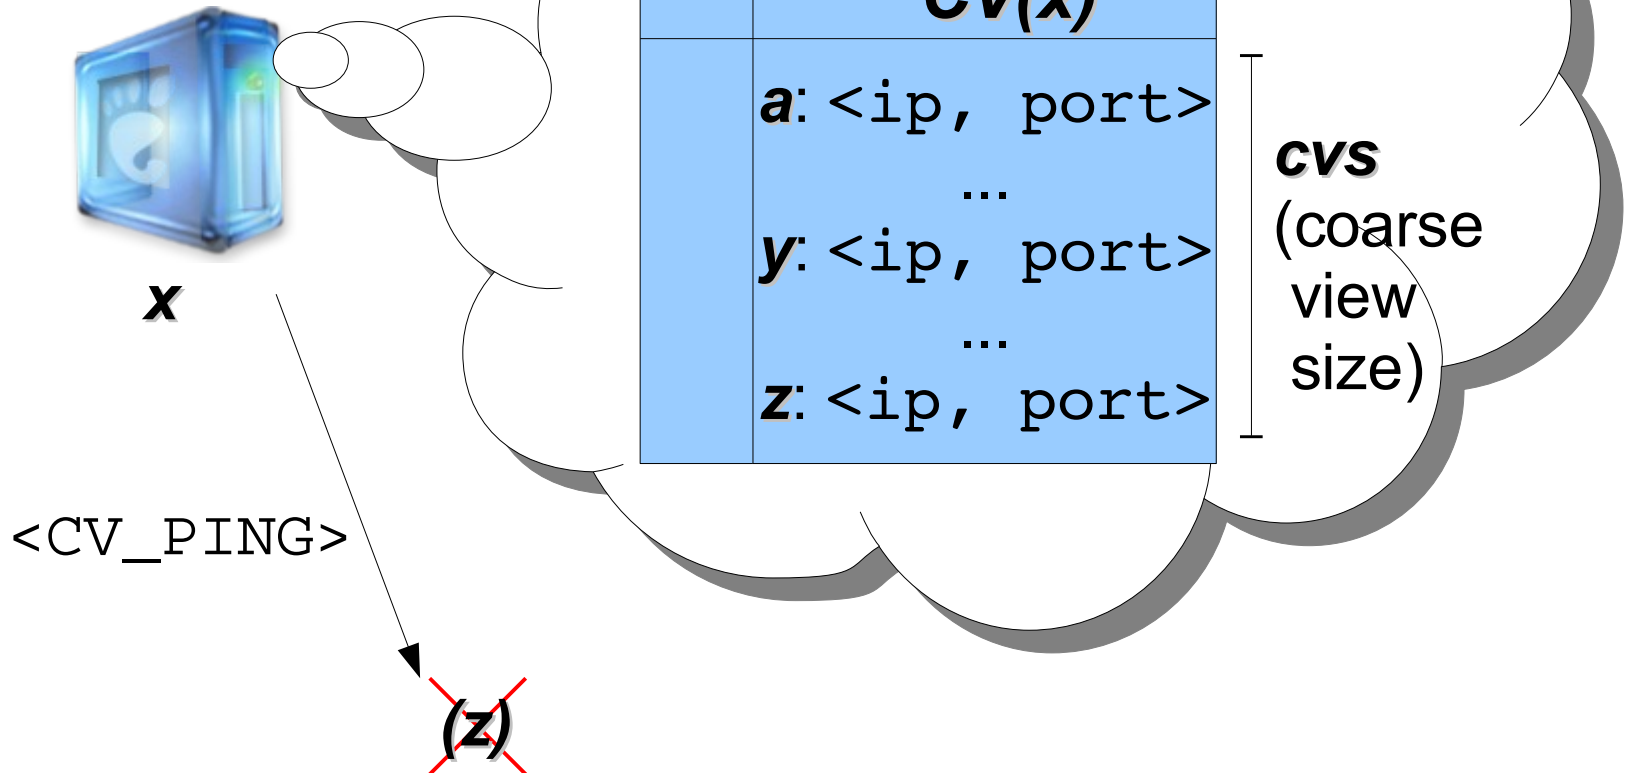 CV(x)
a: <ip, port>
...
y: <ip, port>
...
z: <ip, port>
cvs
(coarse
view
size)
x
<CV_PING>
(z)